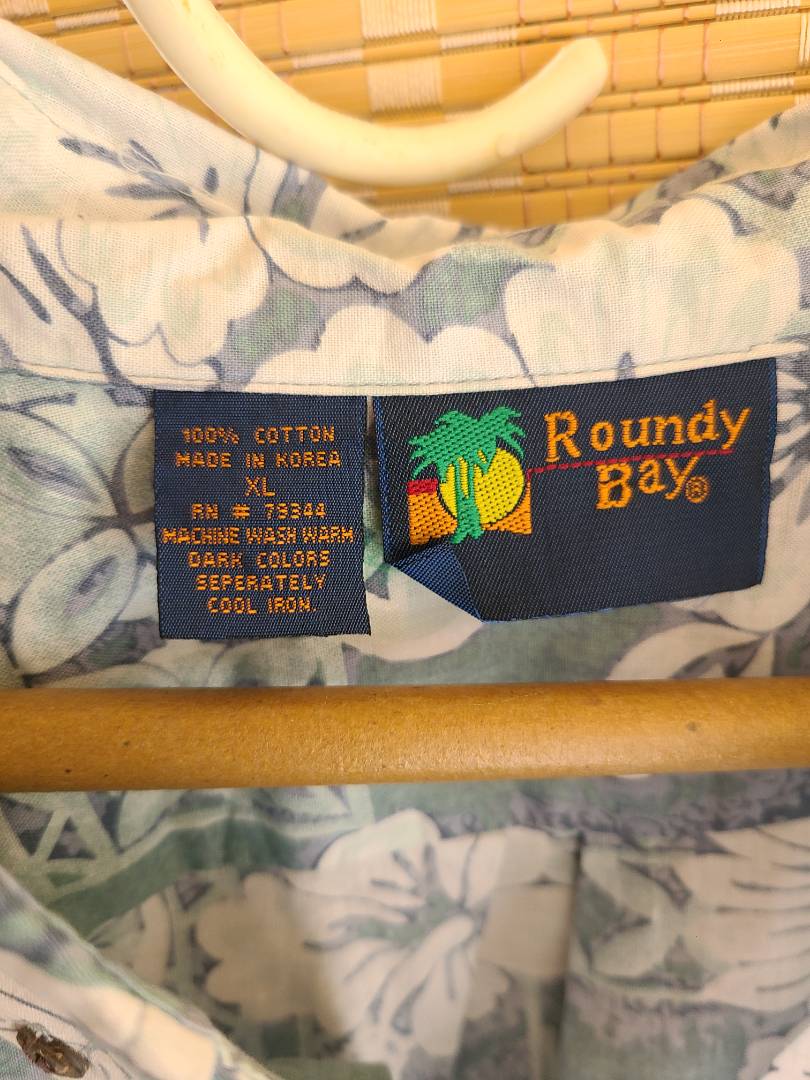 100% COTTON
MADE IN KOREA
XL
RN # 73344
MACHINE WASH WARM
DARK COLORS
SEPERATELY
COOL IRON.
Roundy
Bay®